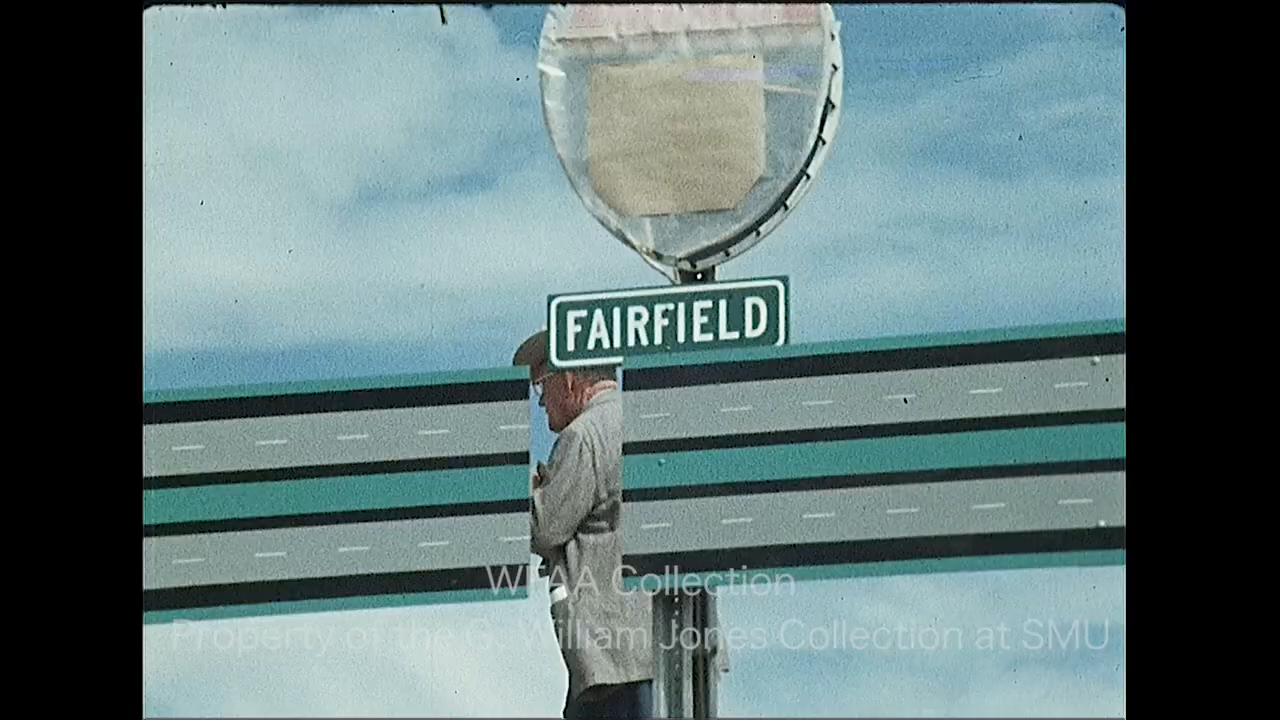 FAIRFIELD
WFAA Collection
Property of the G. William Jones Collection at SMU